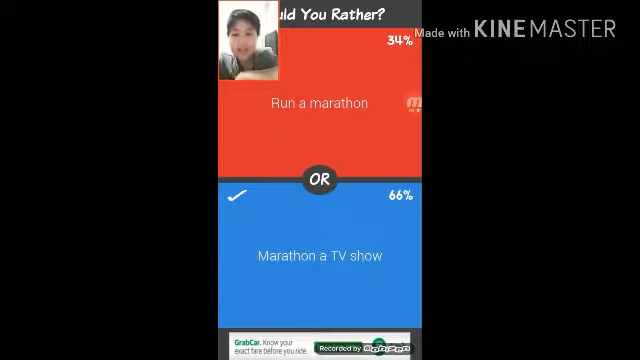 uld You Rather?
Made with KINEMASTER
34%
Run a marathon
OR
66%
Marathon a TV show
GrabCar. Know your
exact fare before you ride.
Recorded by